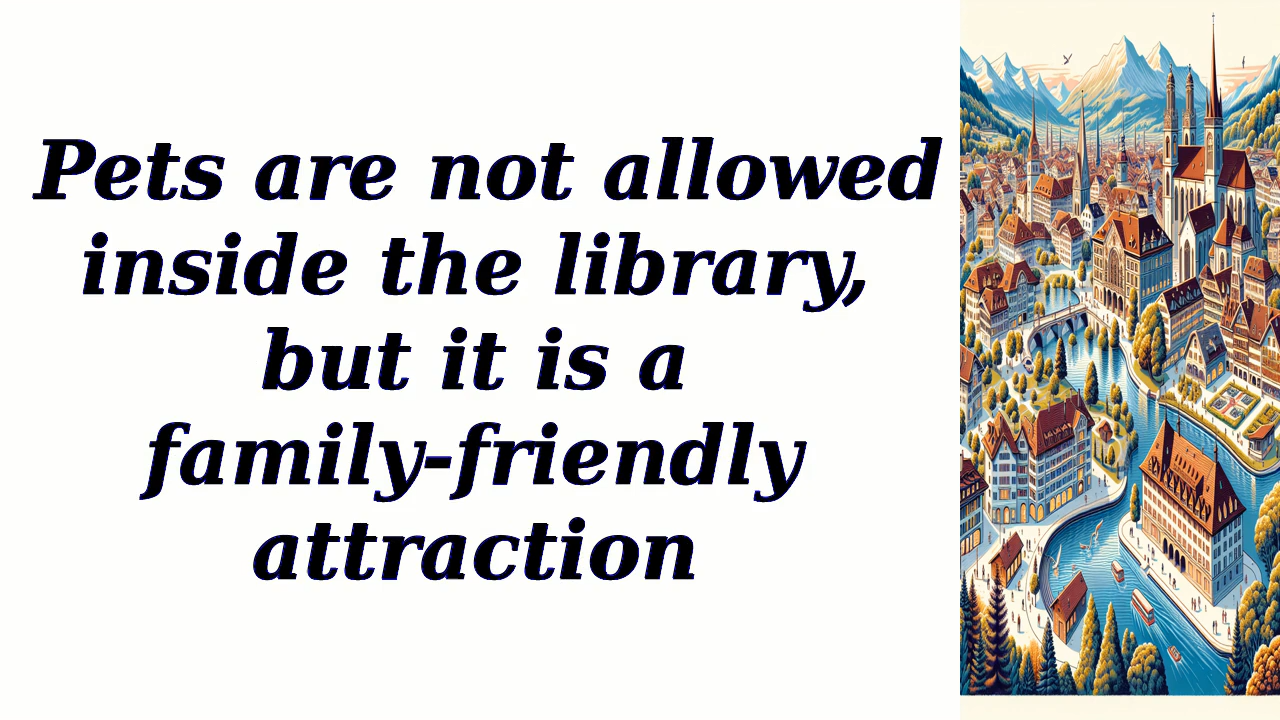 Pets are not allowed
inside the library,
but it is a
family-friendly
attraction